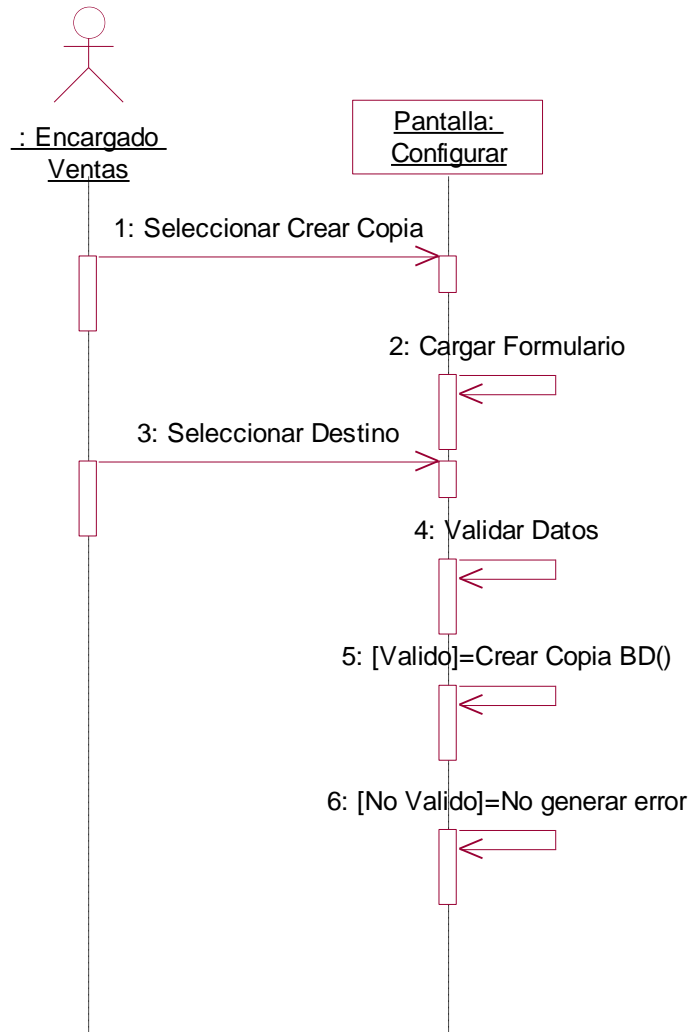 : Encargado
Ventas
Pantalla:
Configurar
1: Seleccionar Crear Copia
2: Cargar Formulario
3: Seleccionar Destino
4: Validar Datos
5: [Valido]=Crear Copia BD()
6: [No Valido]=No generar error